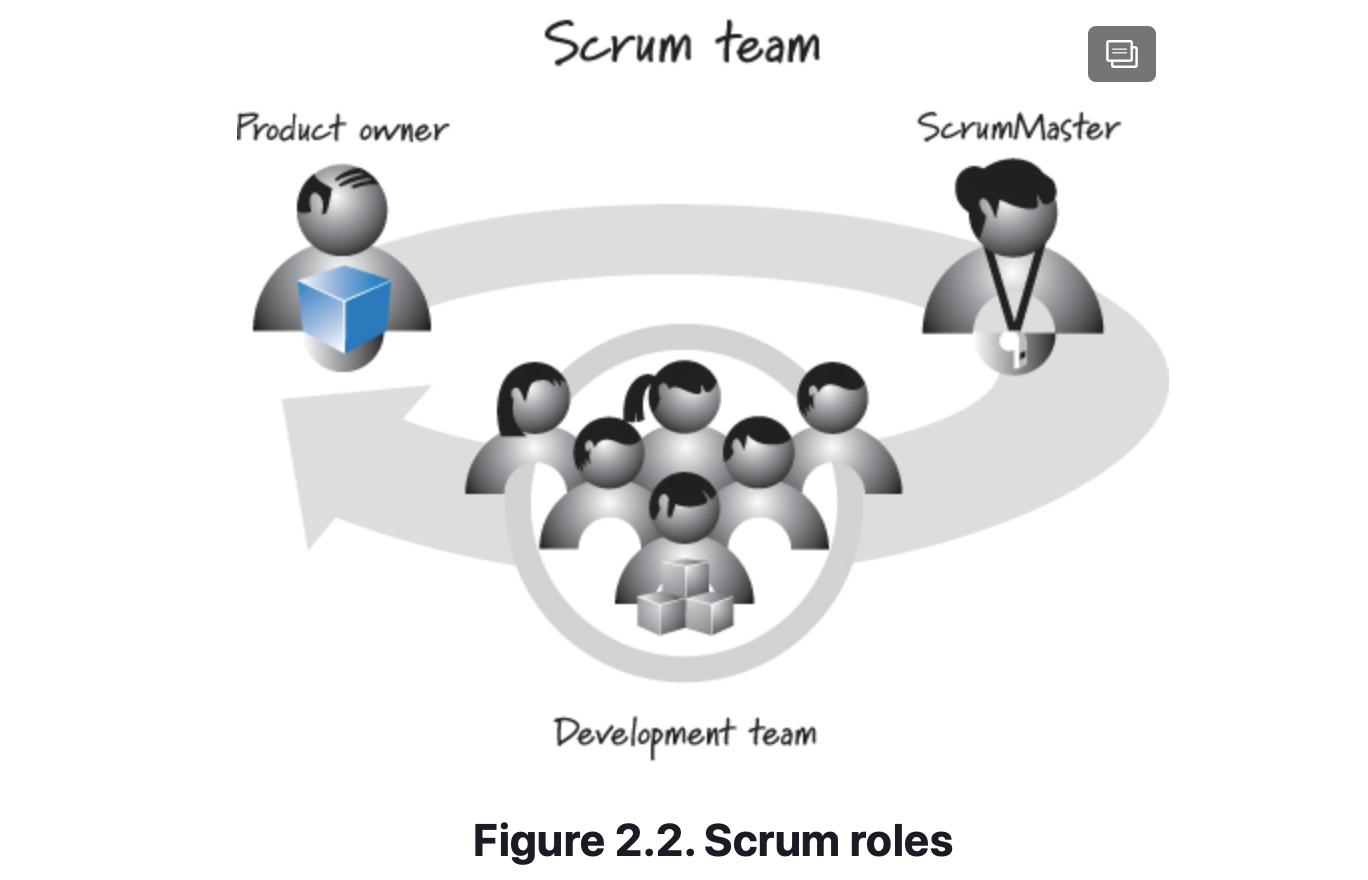 Scrum team
Product owner
ScrumMaster
Development team
Figure 2.2. Scrum roles